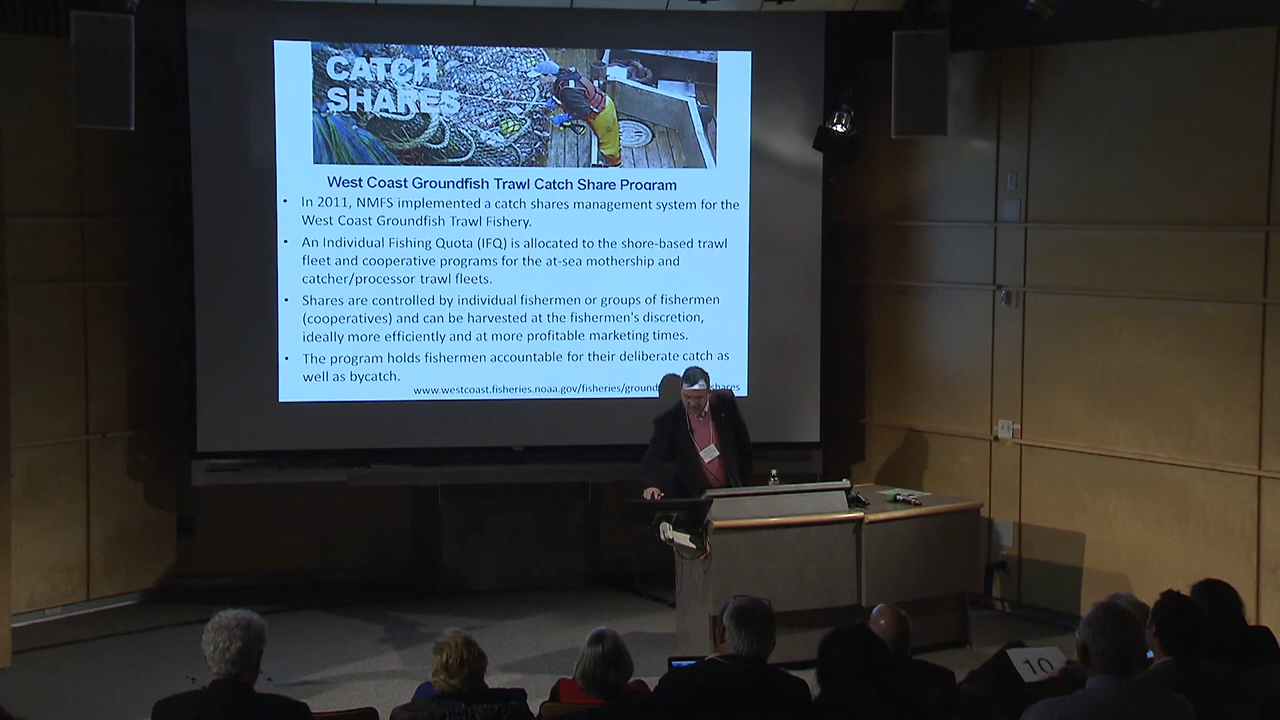 CATCH
SHARES
West Coast Groundfish Trawl Catch Share Program
• In 2011, NMFS implemented a catch shares management system for the
West Coast Groundfish Trawl Fishery.
• An Individual Fishing Quota (IFQ) is allocated to the shore-based trawl
fleet and cooperative programs for the at-sea mothership and
catcher/processor trawl fleets.
• Shares are controlled by individual fishermen or groups of fishermen
(cooperatives) and can be harvested at the fishermen's discretion,
ideally more efficiently and at more profitable marketing times.
• The program holds fishermen accountable for their deliberate catch as
well as bycatch.
www.westcoast.fisheries.noaa.gov/fisheries/ground shares
10